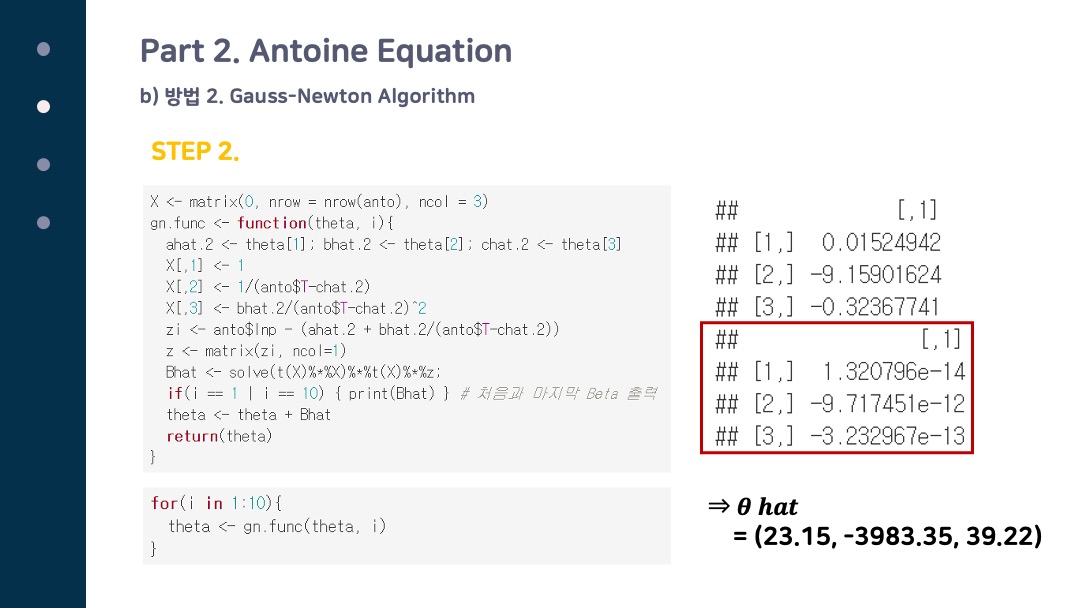 Part 2. Antoine Equation
b) 방법 2. Gauss-Newton Algorithm
STEP 2.
X <- matrix(0, nrow = nrow(anto), ncol = 3)
gn.func <- function(theta, i){
  ahat.2 <- theta[1]; bhat.2 <- theta[2]; chat.2 <- theta[3]
  X[,1] <- 1
  X[,2] <- 1/(anto$T-chat.2)
  X[,3] <- bhat.2/(anto$T-chat.2)^2
  zi <- anto$lnp - (ahat.2 + bhat.2/(anto$T-chat.2))
  z <- matrix(zi, ncol=1)
  Bhat <- solve(t(X)%*%X)%*%t(X)%*%z;
  if(i == 1 | i == 10) { print(Bhat) } # 처음과 마지막 Beta 출력
  theta <- theta + Bhat
  return(theta)
}
for(i in 1:10){
  theta <- gn.func(theta, i)
}
## [,1]
## [1,] 0.01524942
## [2,] -9.15901624
## [3,] -0.32367741
## [,1]
## [1,] 1.320796e-14
## [2,] -9.717451e-12
## [3,] -3.232967e-13
⇒ θ hat
= (23.15, -3983.35, 39.22)